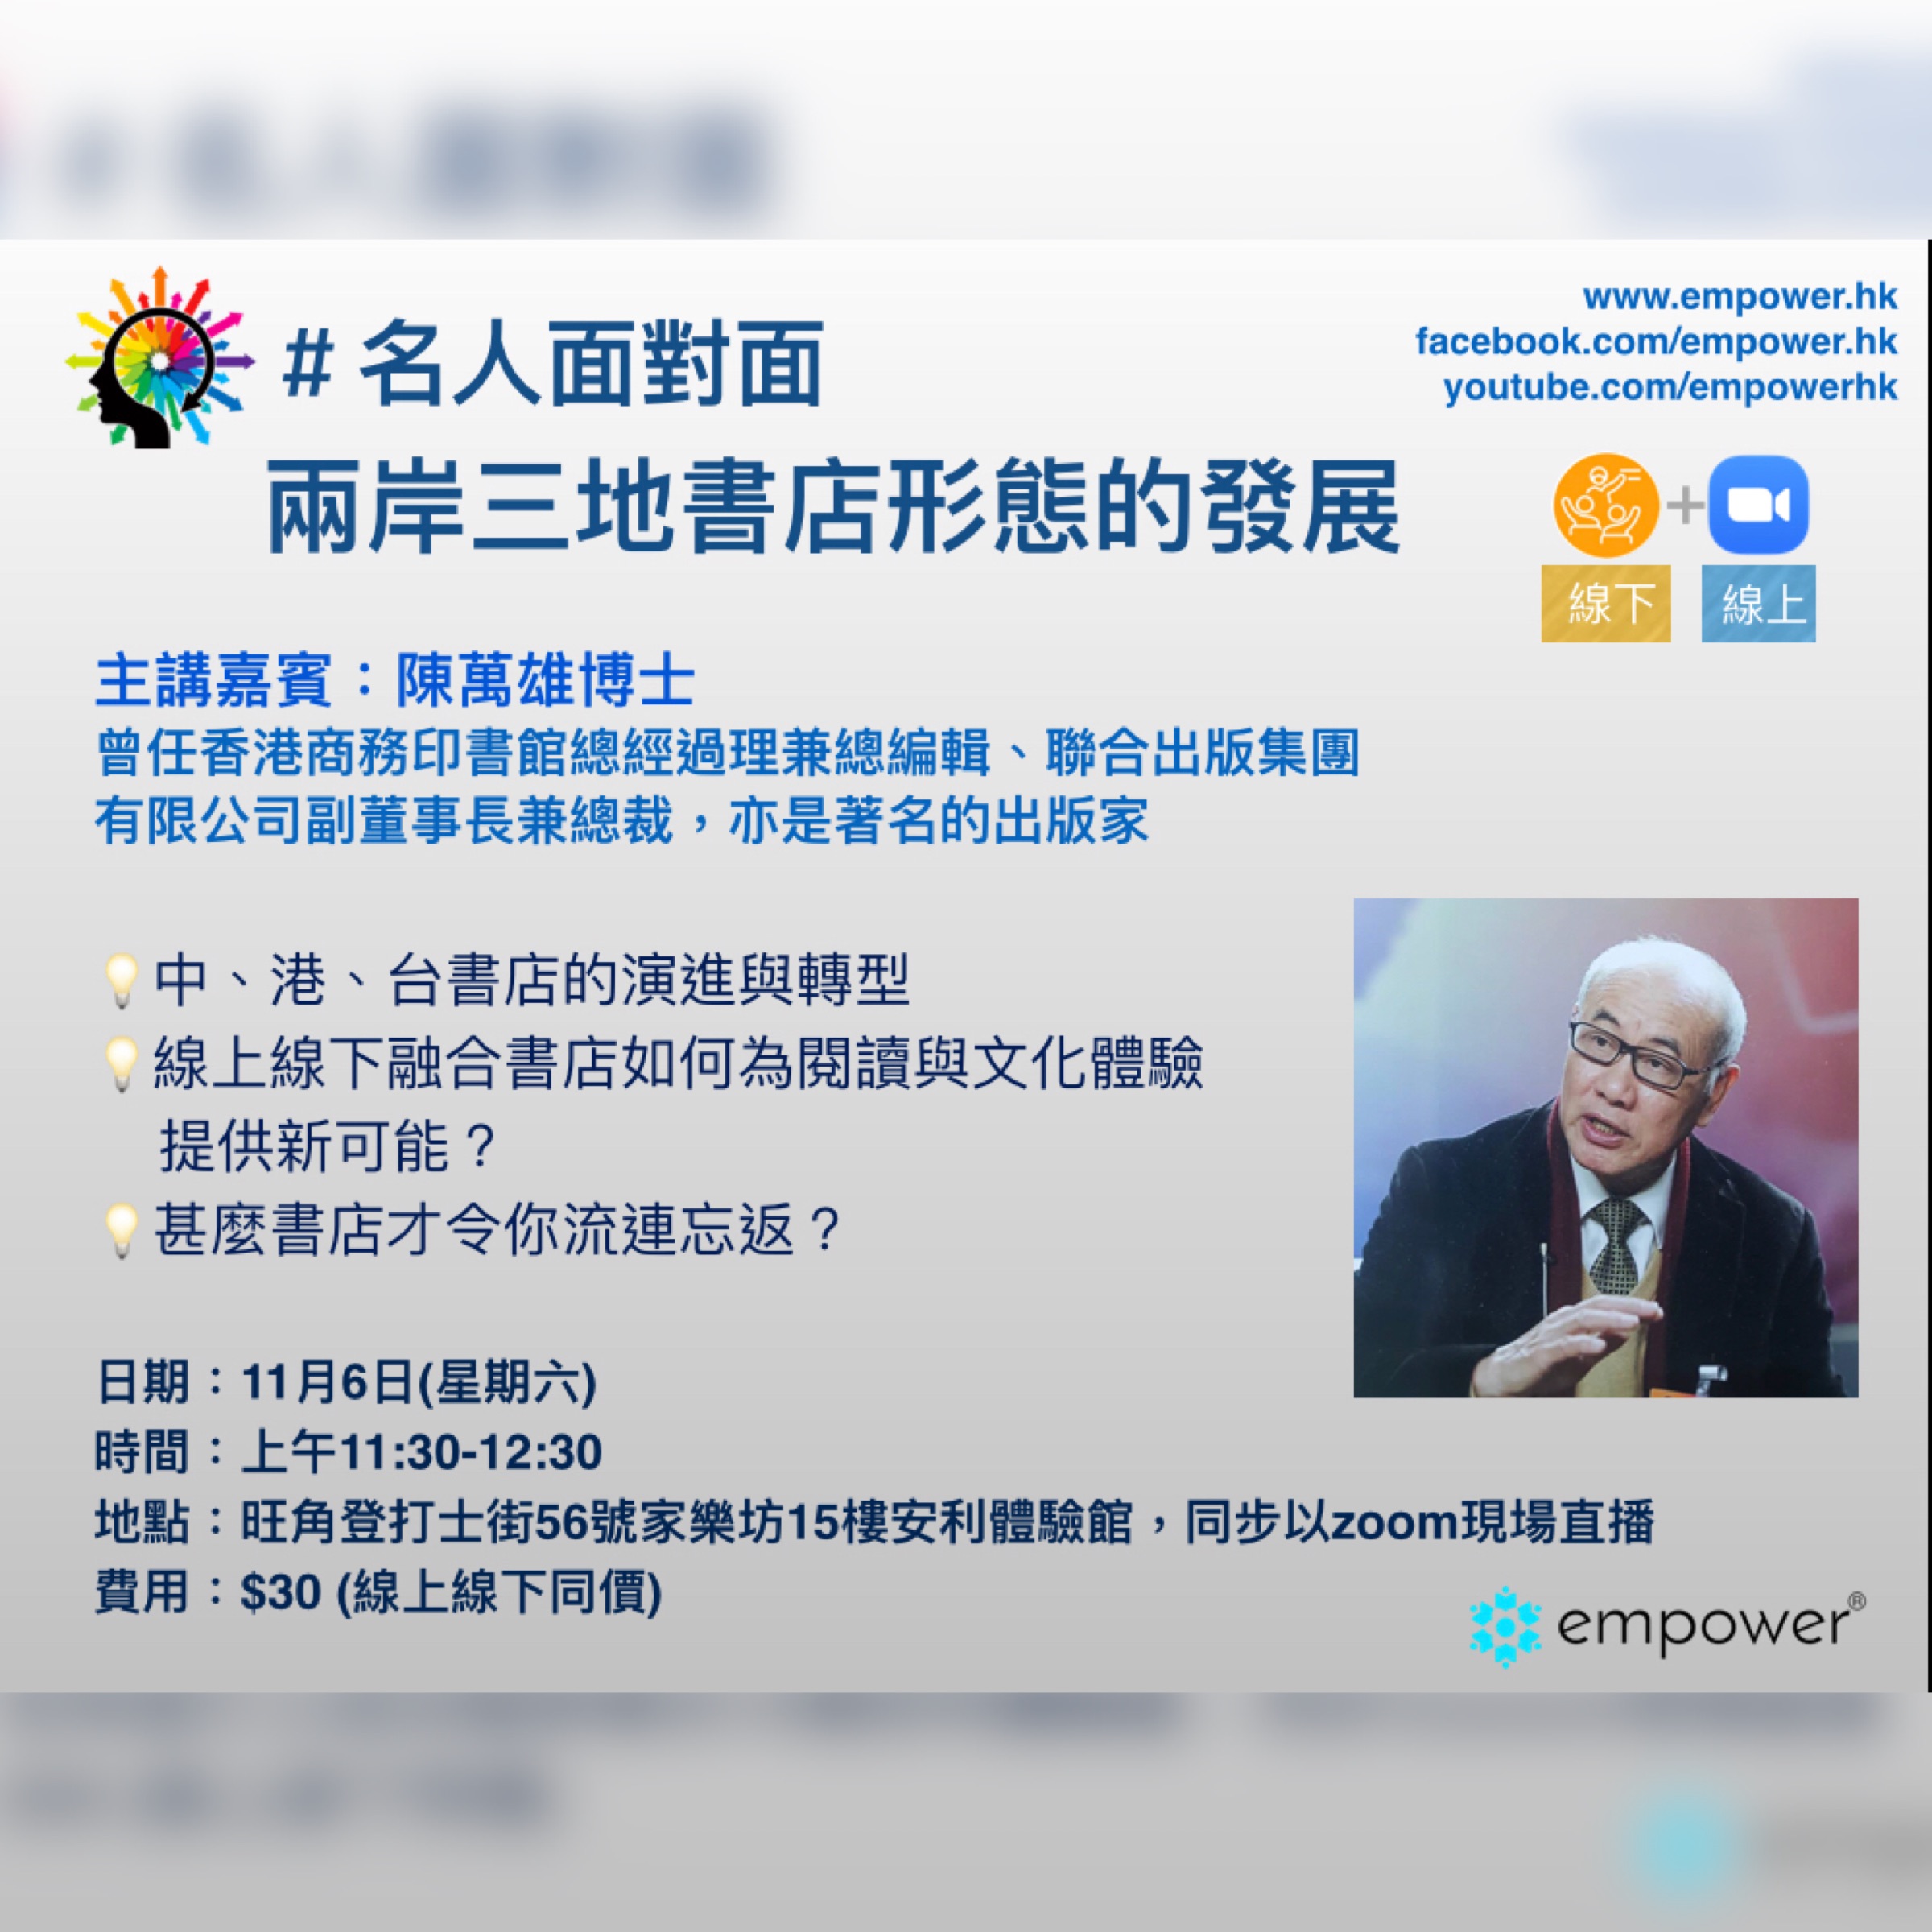 # 名人面對面
兩岸三地書店形態的發展
www.empower.hk
facebook.com/empower.hk
youtube.com/empowerhk
線下 + 線上
主講嘉賓：陳萬雄博士
曾任香港商務印書館總經過理兼總編輯、聯合出版集團
有限公司副董事長兼總裁，亦是著名的出版家
中、港、台書店的演進與轉型
線上線下融合書店如何為閱讀與文化體驗
提供新可能？
甚麼書店才令你流連忘返？
日期：11月6日(星期六)
時間：上午11:30-12:30
地點：旺角登打士街56號家樂坊15樓安利體驗館，同步以zoom現場直播
費用：$30 (線上線下同價)
empower®